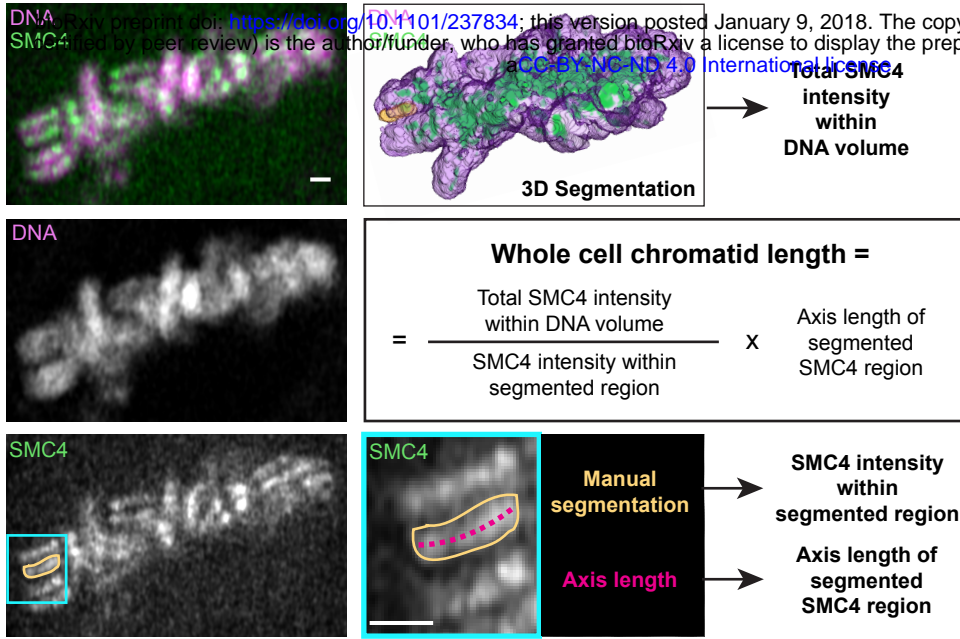 bioRxiv preprint doi: https://doi.org/10.1101/237834; this version posted January 9, 2018. The copy
certified by peer review) is the author/funder, who has granted bioRxiv a license to display the prep
aCC-BY-NC-ND 4.0 International license.
DNA
SMC4
DNA
SMC4
3D Segmentation
Total SMC4
intensity
within
DNA volume
DNA
Whole cell chromatid length =
=
Total SMC4 intensity
within DNA volume
SMC4 intensity within
segmented region
x
Axis length of
segmented
SMC4 region
SMC4
SMC4
Manual
segmentation
Axis length
SMC4 intensity
within
segmented region
Axis length of
segmented
SMC4 region